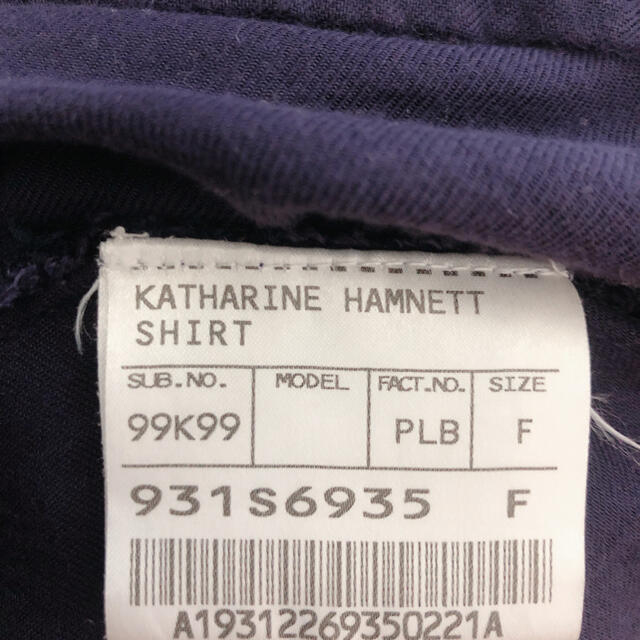 KATHARINE HAMNETT
SHIRT
SUB.NO. MODEL FACT.NO. SIZE
99K99 PLB F
931S6935 F
A19312269350221A